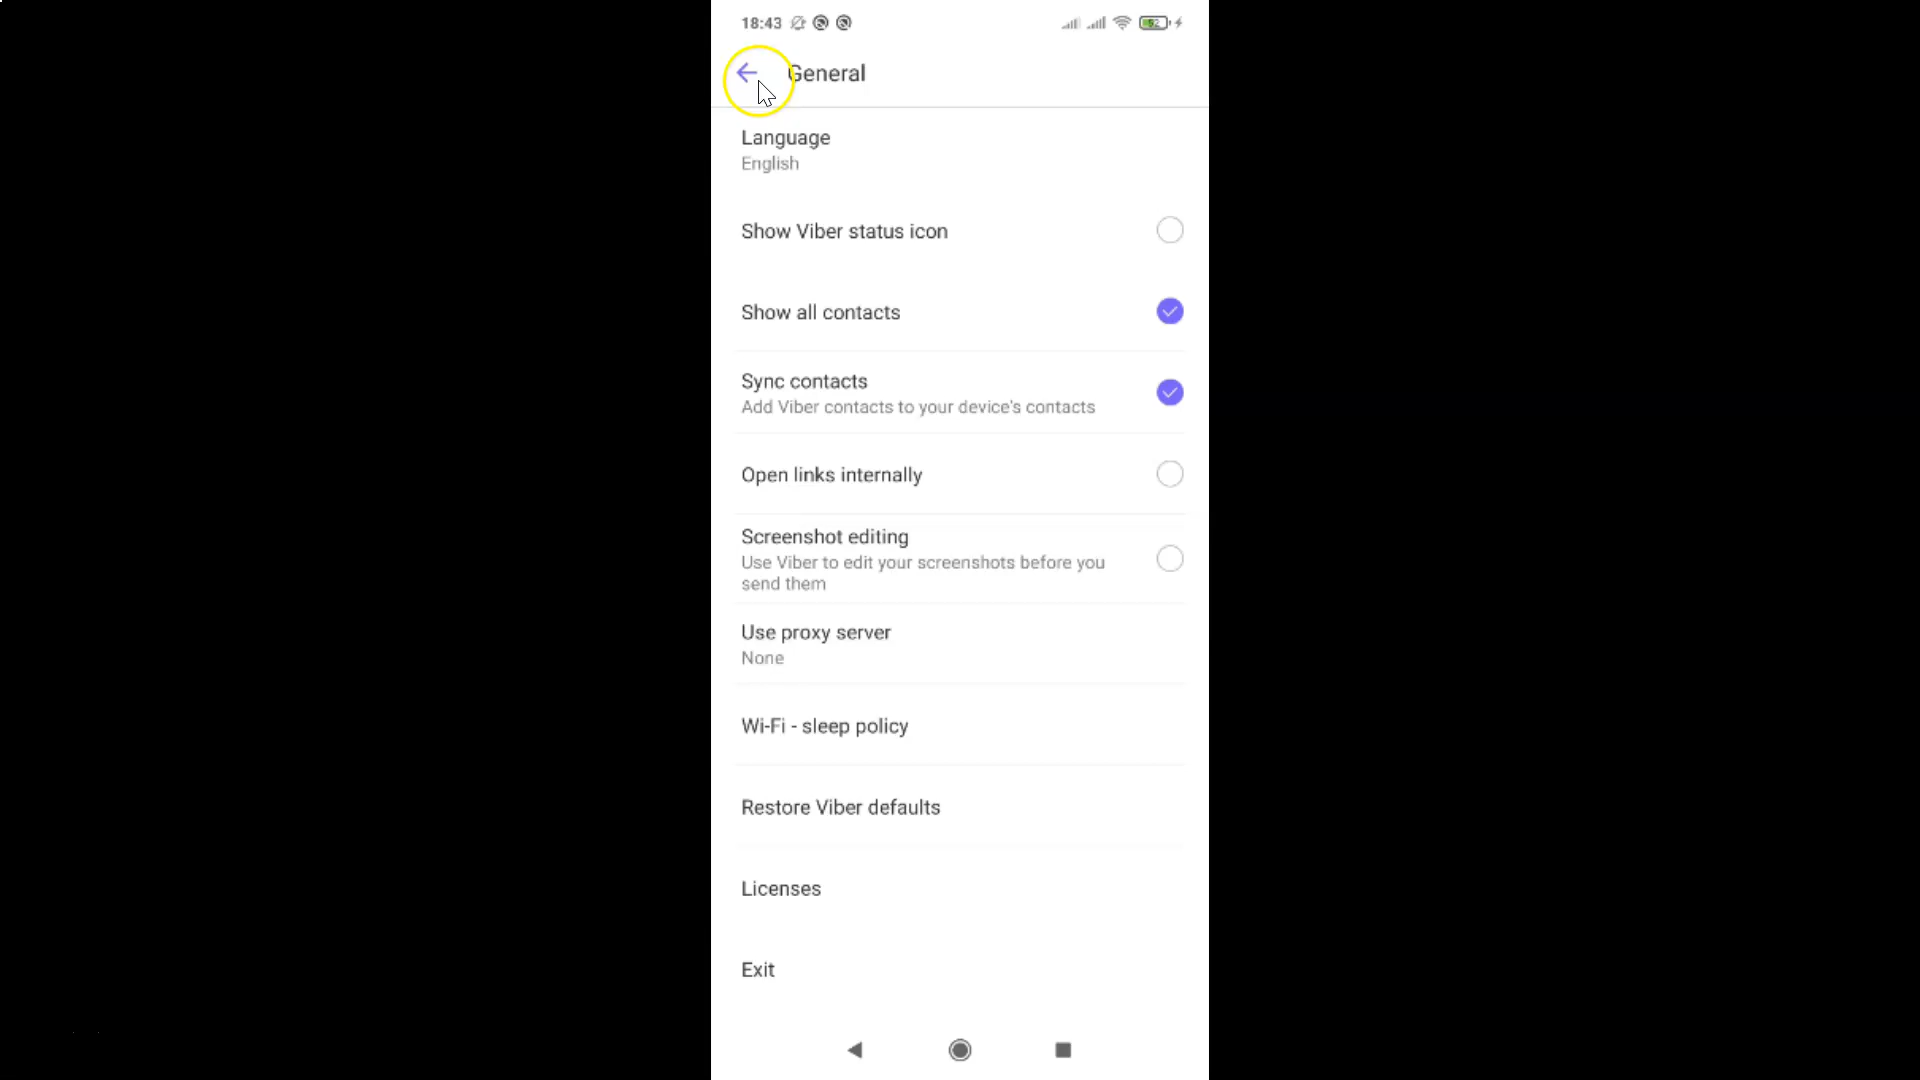 18:43
52
General
Language
English
Show Viber status icon
Show all contacts
Sync contacts
Add Viber contacts to your device's contacts
Open links internally
Screenshot editing
Use Viber to edit your screenshots before you
send them
Use proxy server
None
Wi-Fi - sleep policy
Restore Viber defaults
Licenses
Exit